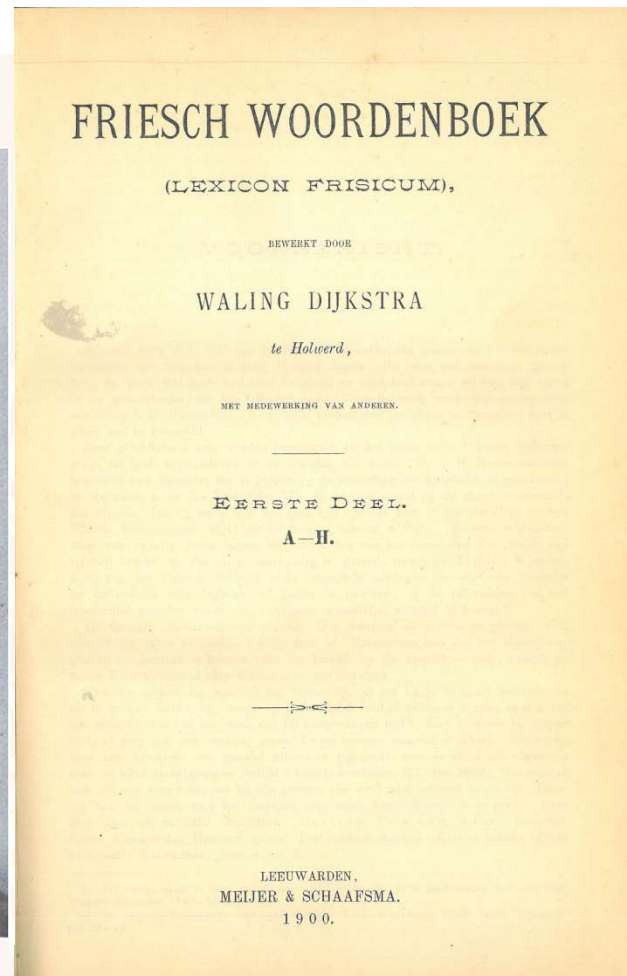 FRIESCH WOORDENBOEK
(LEXICON FRISICUM),
BEWERKT DOOR
WALING DIJKSTRA
te Holwerd,
MET MEDEWERKING VAN ANDEREN.
EERSTE DEEL.
A—H.
LEEUWARDEN,
MEIJER & SCHAAFSMA.
1900.